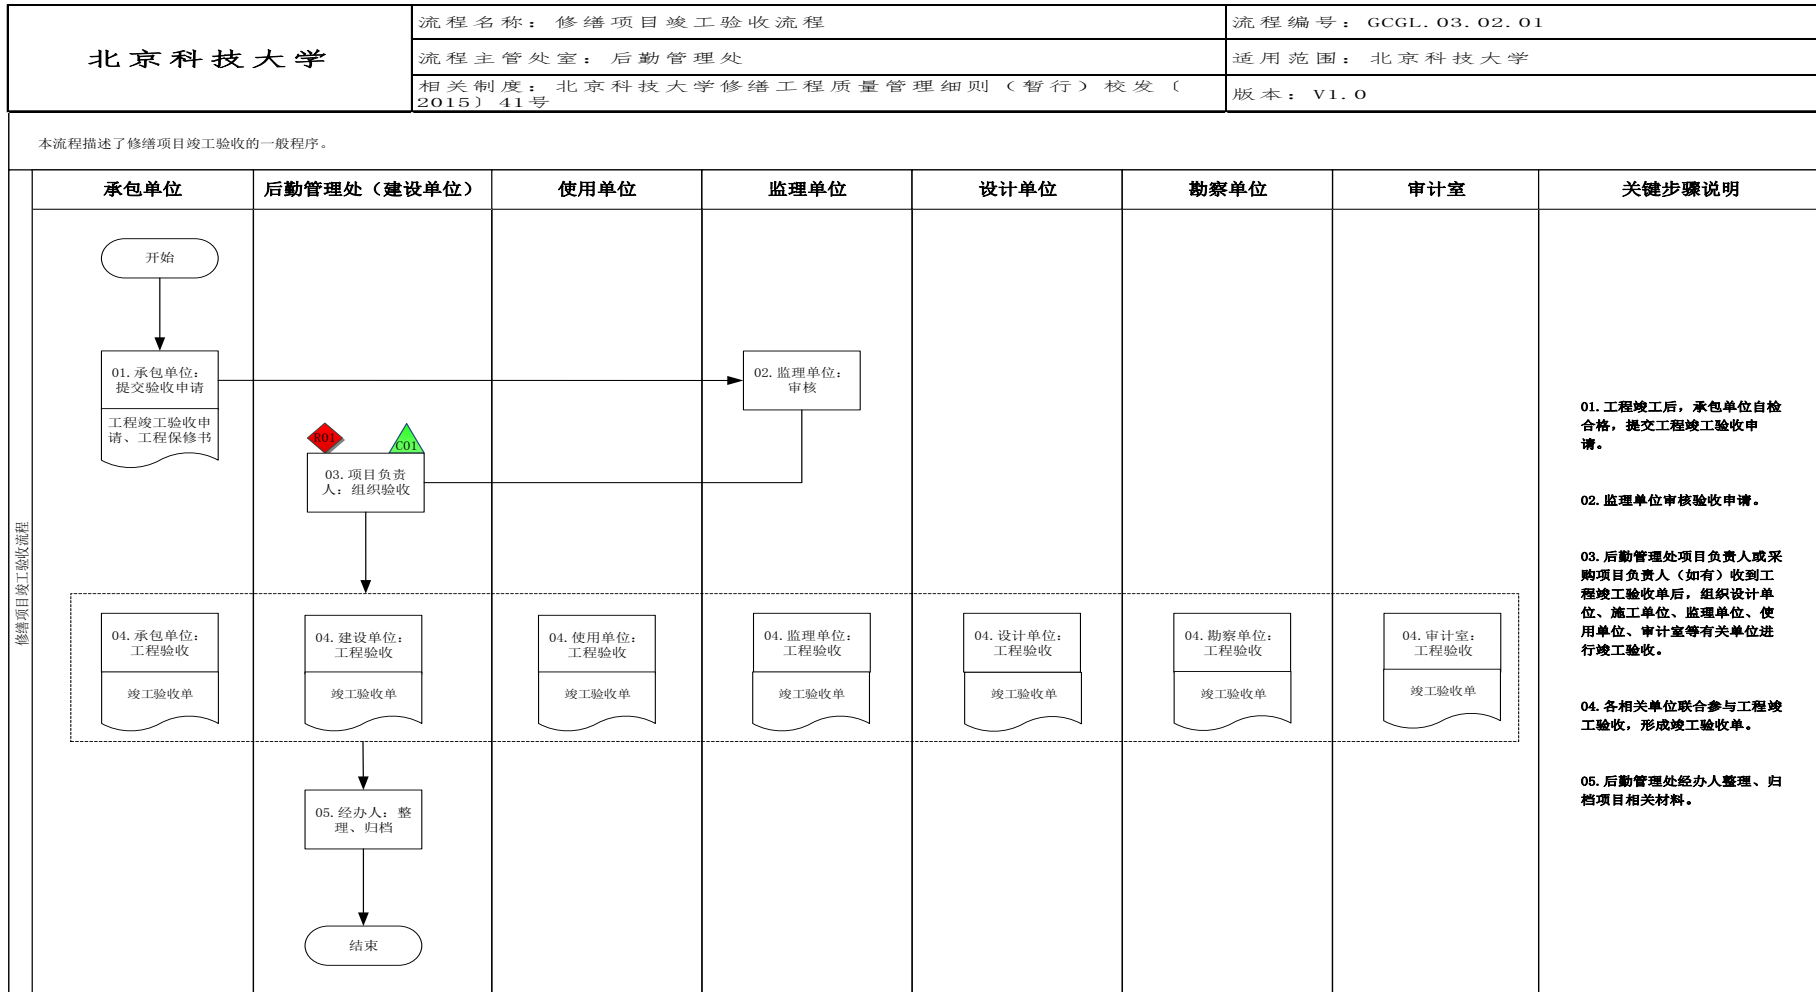 北京科技大学
流程名称：修缮项目竣工验收流程
流程编号：GCGL.03.02.01
流程主管处室：后勤管理处
适用范围：北京科技大学
相关制度：北京科技大学修缮工程质量管理细则（暂行）校发〔
2015〕41号
版本：V1.0
本流程描述了修缮项目竣工验收的一般程序。
承包单位
后勤管理处（建设单位）
使用单位
监理单位
设计单位
勘察单位
审计室
关键步骤说明
修缮项目竣工验收流程
开始
01.承包单位：
提交验收申请
工程竣工验收申
请、工程保修书
02.监理单位：
审核
R01
C01
03.项目负责
人：组织验收
04.承包单位：
工程验收
竣工验收单
04.建设单位：
工程验收
竣工验收单
04.使用单位：
工程验收
竣工验收单
04.监理单位：
工程验收
竣工验收单
04.设计单位：
工程验收
竣工验收单
04.勘察单位：
工程验收
竣工验收单
04.审计室：
工程验收
竣工验收单
05.经办人：整
理、归档
结束
01.工程竣工后，承包单位自检
合格，提交工程竣工验收申
请。
02.监理单位审核验收申请。
03.后勤管理处项目负责人或采
购项目负责人（如有）收到工
程竣工验收单后，组织设计单
位、施工单位、监理单位、使
用单位、审计室等有关单位进
行竣工验收。
04.各相关单位联合参与工程竣
工验收，形成竣工验收单。
05.后勤管理处经办人整理、归
档项目相关材料。